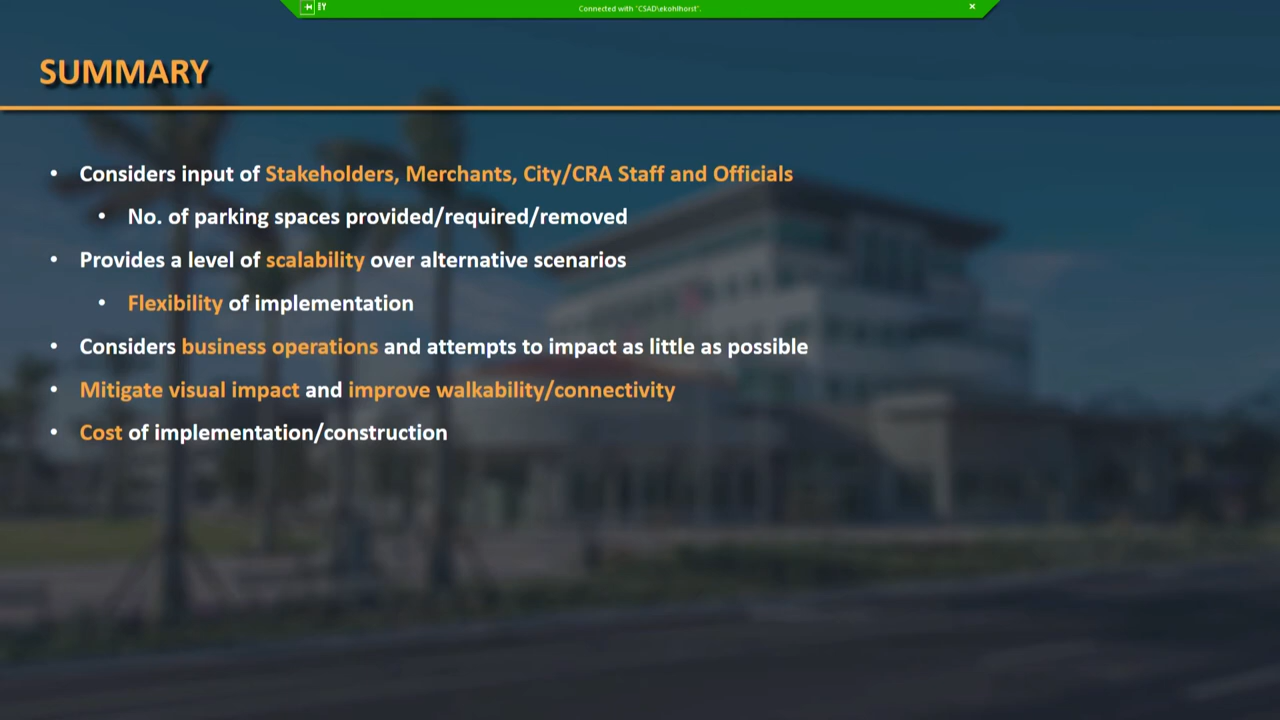 Connected with "CSAD\ekohlhorst".
SUMMARY
• Considers input of Stakeholders, Merchants, City/CRA Staff and Officials
• No. of parking spaces provided/required/removed
• Provides a level of scalability over alternative scenarios
• Flexibility of implementation
• Considers business operations and attempts to impact as little as possible
• Mitigate visual impact and improve walkability/connectivity
• Cost of implementation/construction